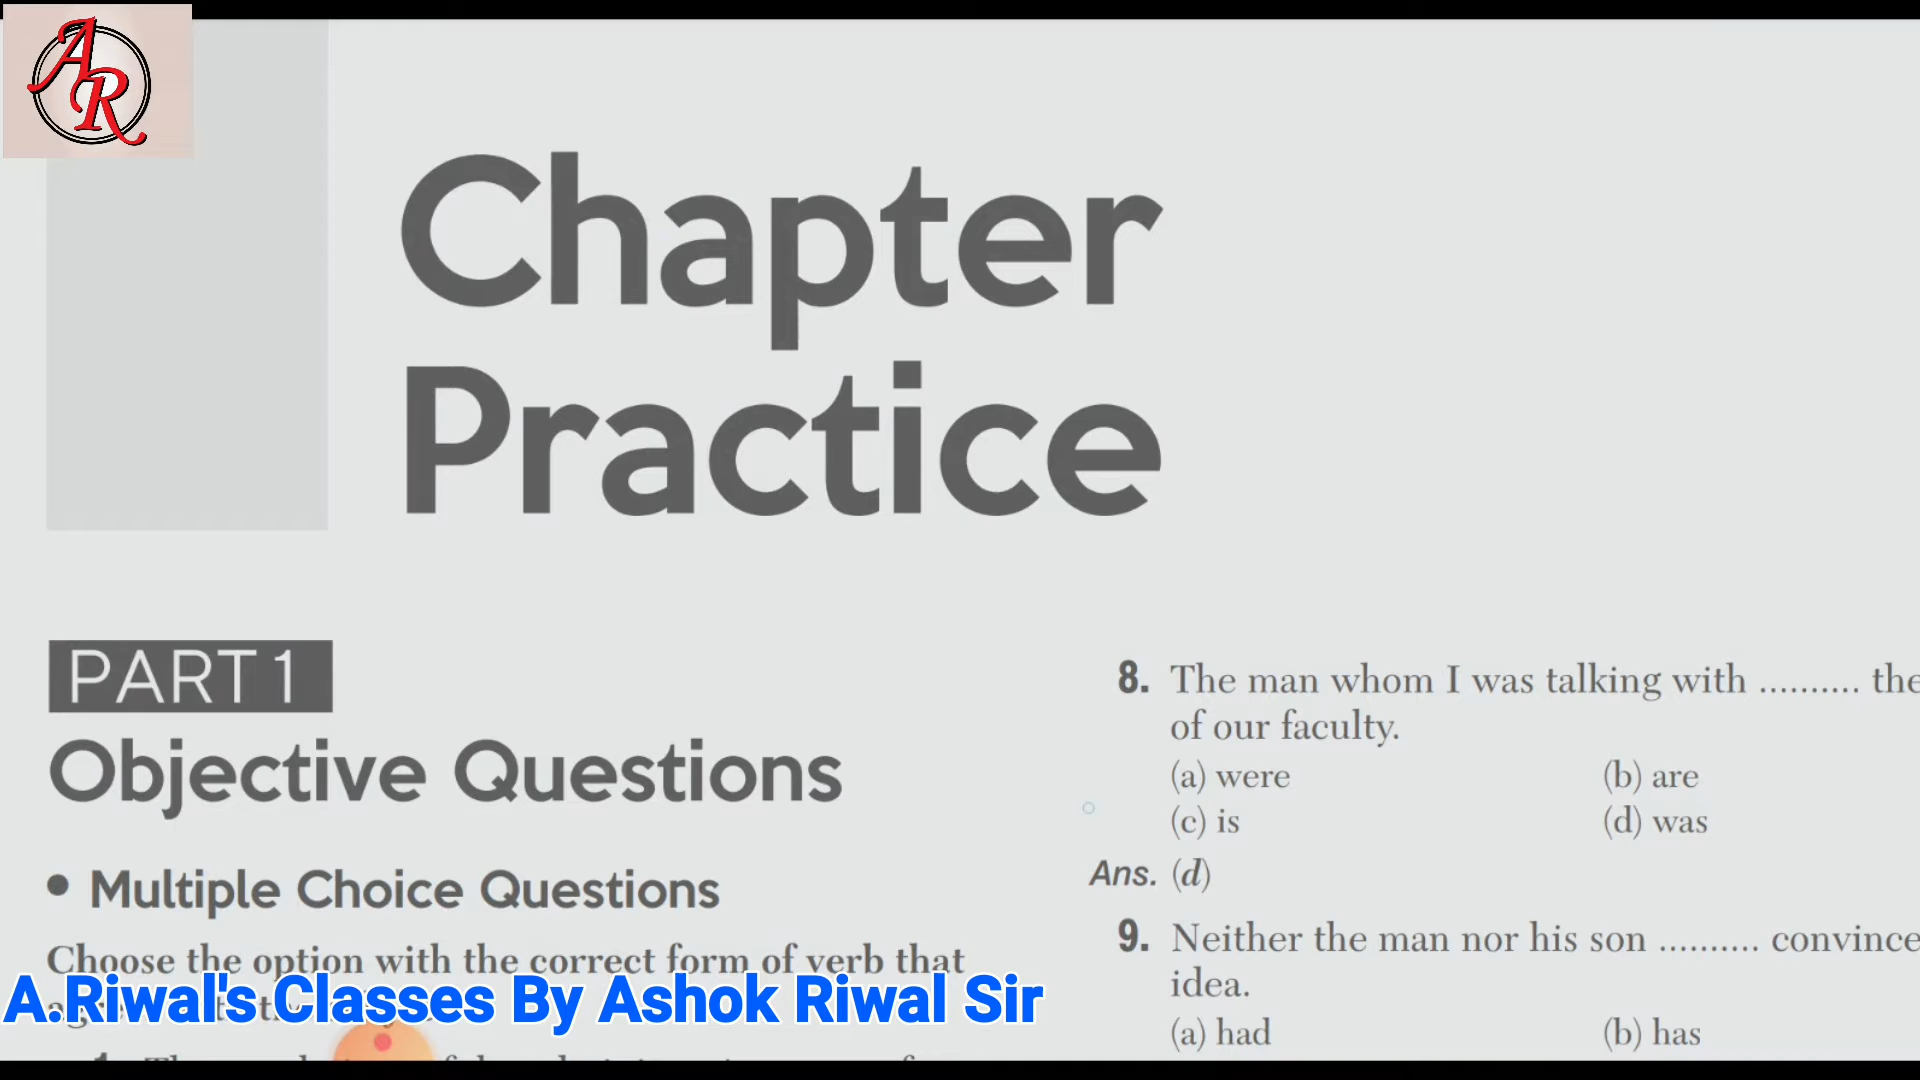 AR
Chapter
Practice
PART 1
Objective Questions
• Multiple Choice Questions
Choose the option with the correct form of verb that
A.Riwal's Classes By Ashok Riwal Sir
8. The man whom I was talking with .......... the
of our faculty.
(a) were (b) are
(c) is (d) was
Ans. (d)
9. Neither the man nor his son .......... convince
idea.
(a) had (b) has